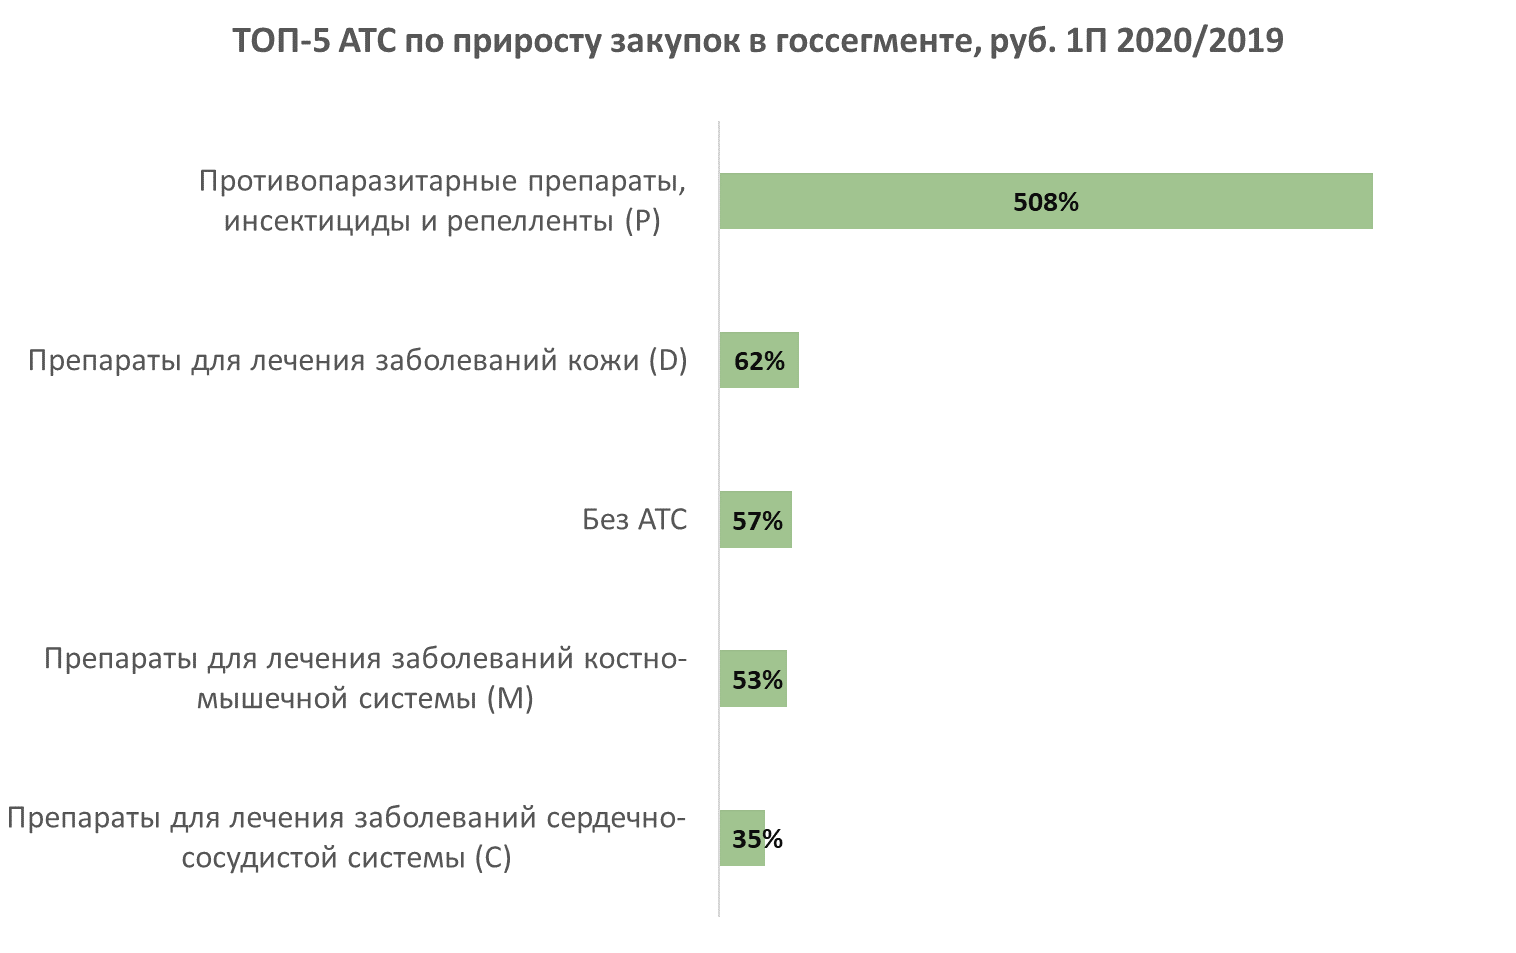 ТОП-5 АТС по приросту закупок в госсегменте, руб. 1П 2020/2019
Противопаразитарные препараты,
инсектициды и репелленты (P)
508%
Препараты для лечения заболеваний кожи (D)
62%
Без АТС
57%
Препараты для лечения заболеваний костно-
мышечной системы (M)
53%
Препараты для лечения заболеваний сердечно-
сосудистой системы (C)
35%